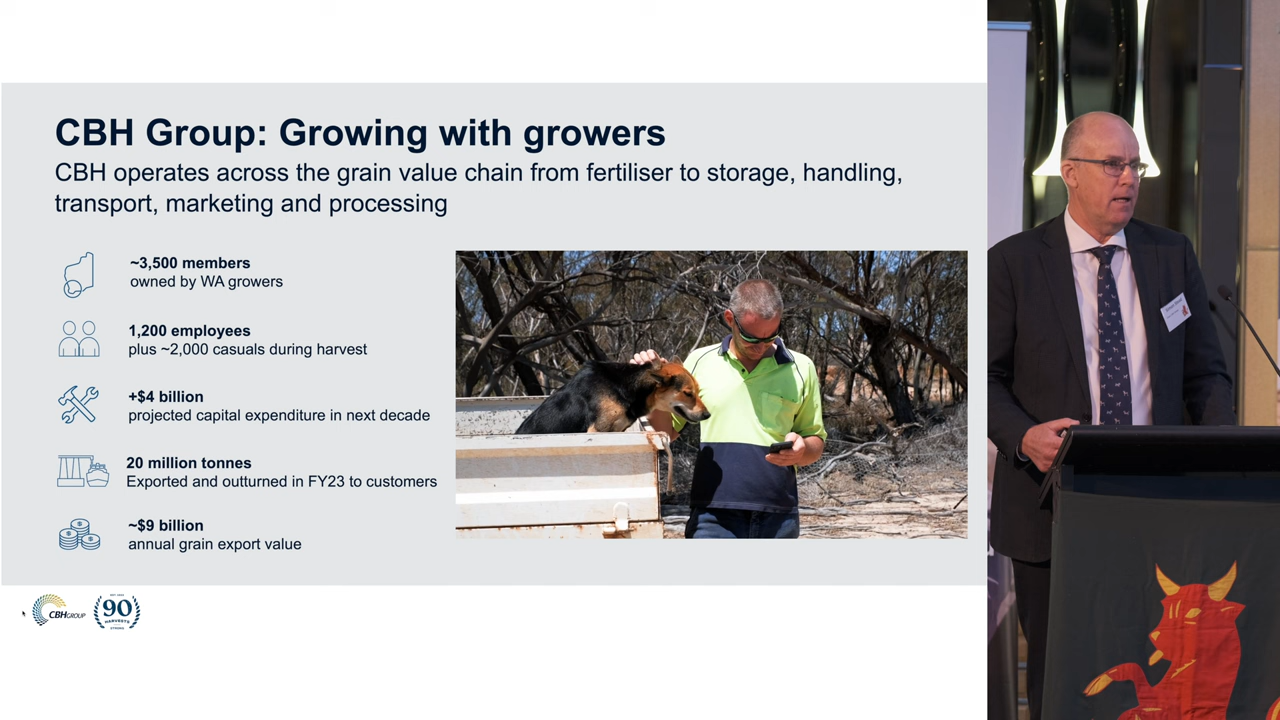 CBH Group: Growing with growers
CBH operates across the grain value chain from fertiliser to storage, handling,
transport, marketing and processing
~3,500 members
owned by WA growers
1,200 employees
plus ~2,000 casuals during harvest
+$4 billion
projected capital expenditure in next decade
20 million tonnes
Exported and outturned in FY23 to customers
~$9 billion
annual grain export value
CBHGROUP
90
HARVESTS
STRONG